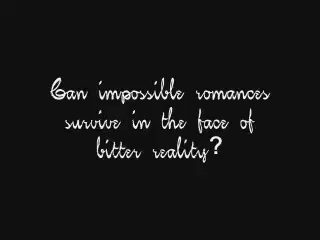 Can impossible romances
survive in the face of
bitter reality?